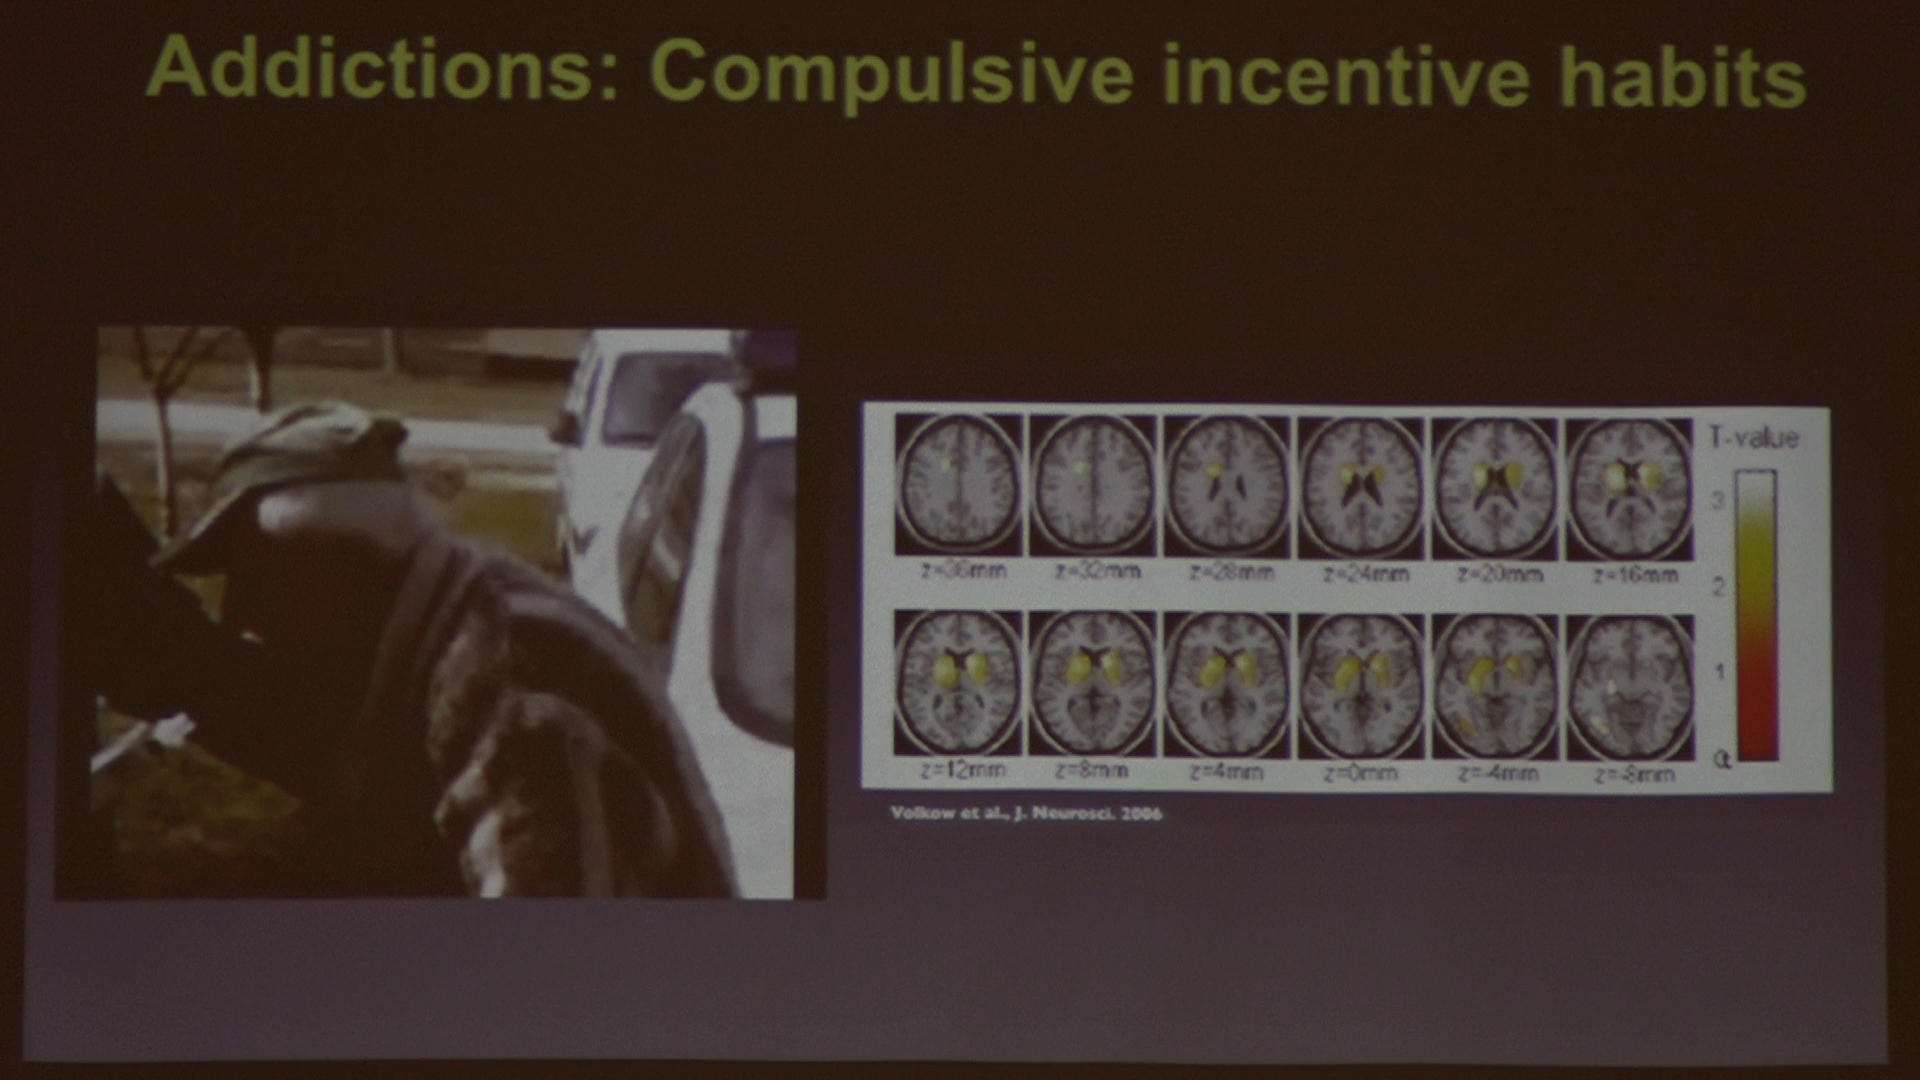 Addictions: Compulsive incentive habits
T-value
3
2
1
0
z=36mm z=32mm z=28mm z=24mm z=20mm z=16mm
z=12mm z=8mm z=4mm z=0mm z=-4mm z=-8mm
Volkow et al., J. Neurosci. 2006